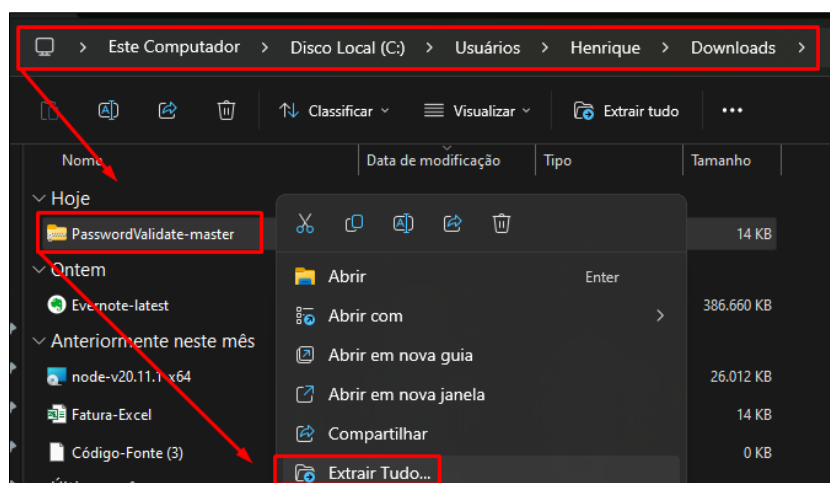 Este Computador > Disco Local (C:) > Usuários > Henrique > Downloads >
Classificar Visualizar Extrair tudo
Nome Data de modificação Tipo Tamanho
Hoje
PasswordValidate-master 14 KB
Ontem
Evernote-latest 386.660 KB
Anteriormente neste mês
node-v20.11.1-x64 26.012 KB
Fatura-Excel 14 KB
Código-Fonte (3) 0 KB
Abrir Enter
Abrir com
Abrir em nova guia
Abrir em nova janela
Compartilhar
Extrair Tudo...